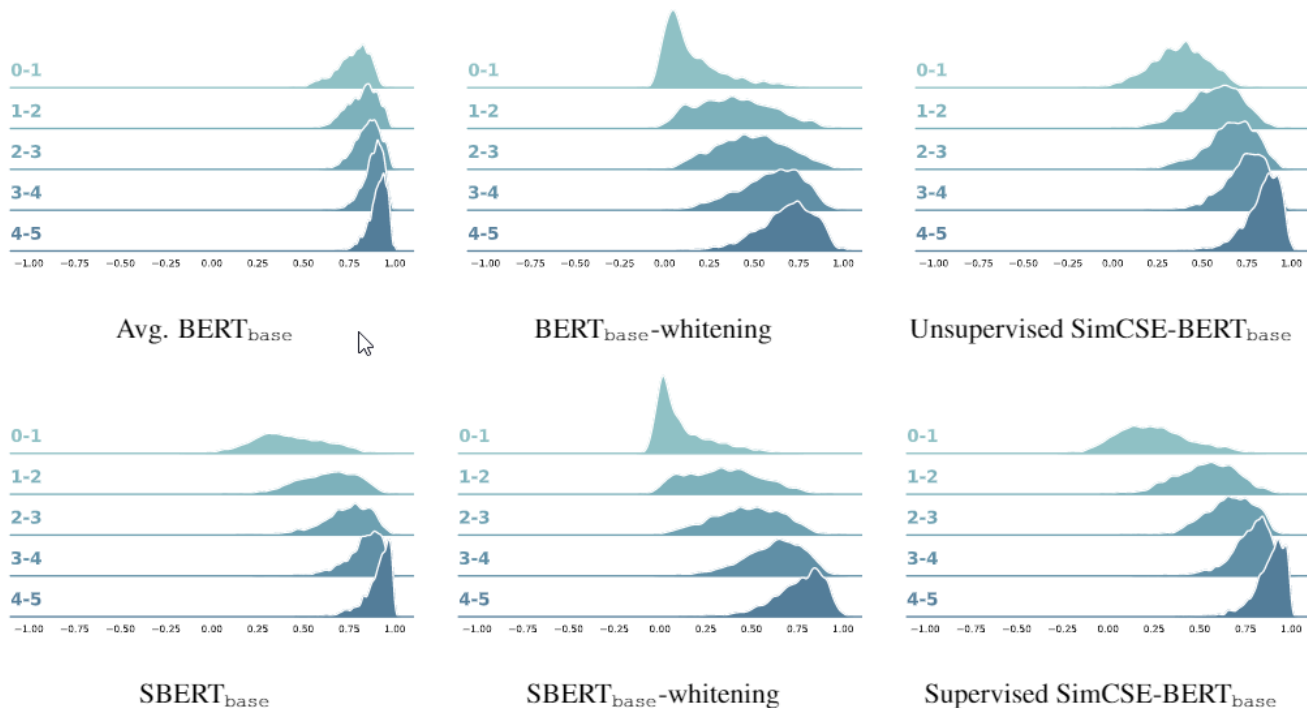 0-1 0-1 0-1
1-2 1-2 1-2
2-3 2-3 2-3
3-4 3-4 3-4
4-5 4-5 4-5
−1.00 −0.75 −0.50 −0.25 0.00 0.25 0.50 0.75 1.00 −1.00 −0.75 −0.50 −0.25 0.00 0.25 0.50 0.75 1.00 −1.00 −0.75 −0.50 −0.25 0.00 0.25 0.50 0.75 1.00
Avg. BERTbase BERTbase-whitening Unsupervised SimCSE-BERTbase
0-1 0-1 0-1
1-2 1-2 1-2
2-3 2-3 2-3
3-4 3-4 3-4
4-5 4-5 4-5
−1.00 −0.75 −0.50 −0.25 0.00 0.25 0.50 0.75 1.00 −1.00 −0.75 −0.50 −0.25 0.00 0.25 0.50 0.75 1.00 −1.00 −0.75 −0.50 −0.25 0.00 0.25 0.50 0.75 1.00
SBERTbase SBERTbase-whitening Supervised SimCSE-BERTbase